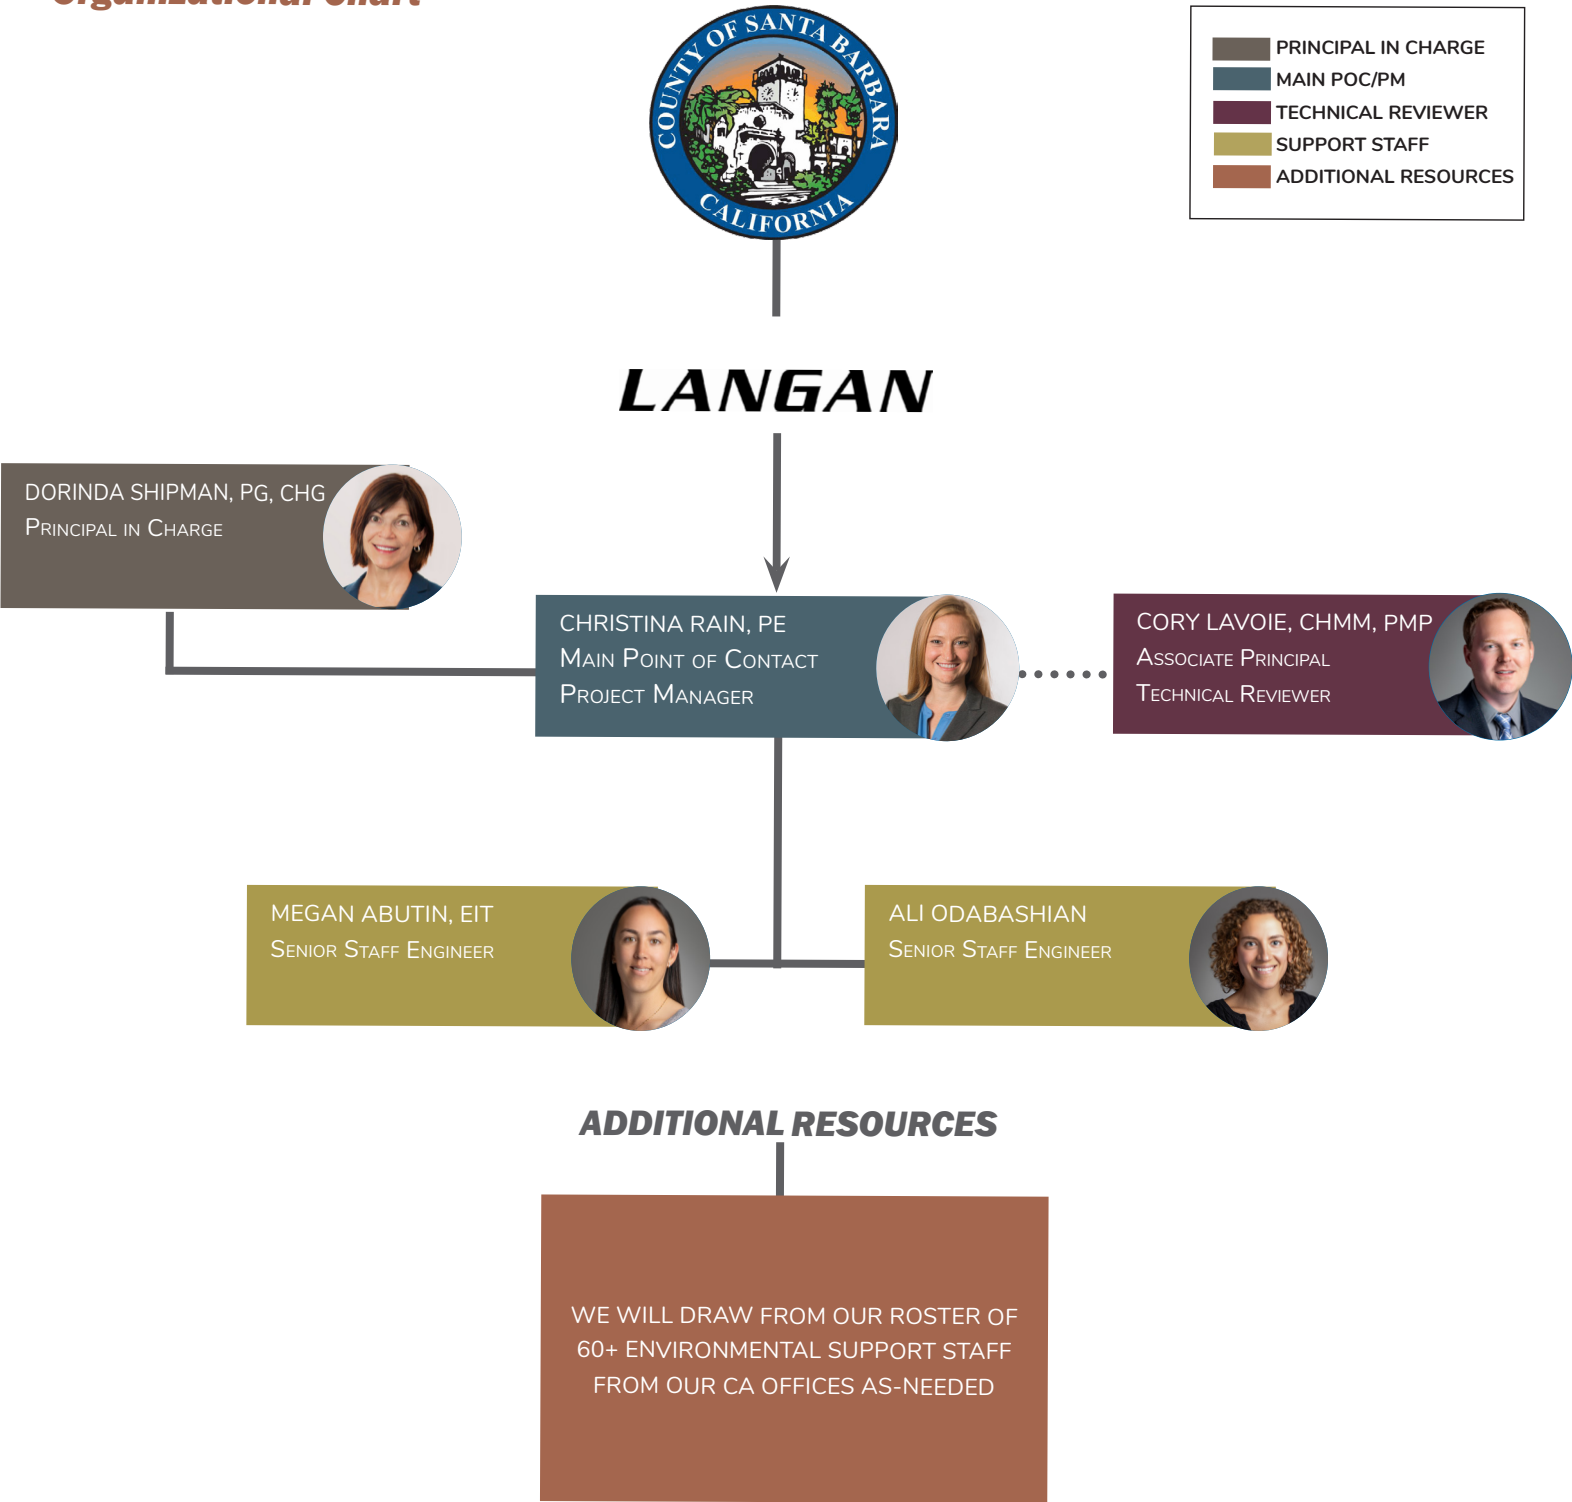 Organizational Chart
COUNTY OF SANTA BARBARA
CALIFORNIA
PRINCIPAL IN CHARGE
MAIN POC/PM
TECHNICAL REVIEWER
SUPPORT STAFF
ADDITIONAL RESOURCES
LANGAN
DORINDA SHIPMAN, PG, CHG
Principal in Charge
CHRISTINA RAIN, PE
Main Point of Contact
Project Manager
CORY LAVOIE, CHMM, PMP
Associate Principal
Technical Reviewer
MEGAN ABUTIN, EIT
Senior Staff Engineer
ALI ODABASHIAN
Senior Staff Engineer
ADDITIONAL RESOURCES
WE WILL DRAW FROM OUR ROSTER OF
60+ ENVIRONMENTAL SUPPORT STAFF
FROM OUR CA OFFICES AS-NEEDED